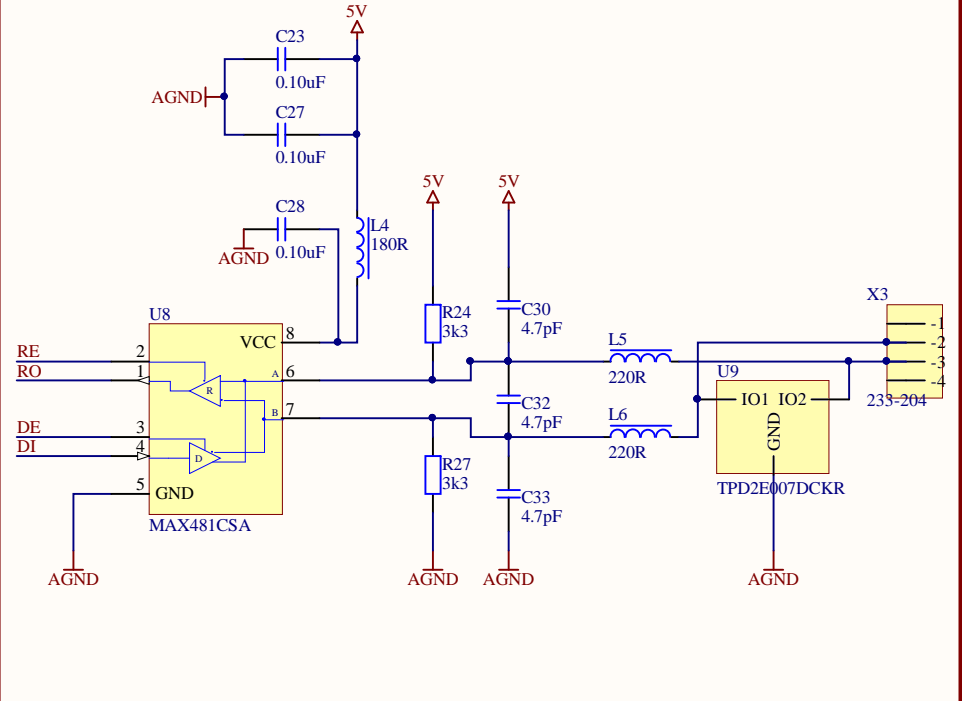 5V
C23
0.10uF
AGND
C27
0.10uF
5V
5V
C28
0.10uF
AGND
L4
180R
X3
U8
R24
3k3
C30
4.7pF
VCC
8
L5
220R
-1
-2
-3
-4
233-204
RE
2
RO
1
R
A
6
U9
IO1 IO2
GND
TPD2E007DCKR
B
7
C32
4.7pF
L6
220R
DE
3
DI
4
D
R27
3k3
5
GND
C33
4.7pF
MAX481CSA
AGND
AGND
AGND
AGND